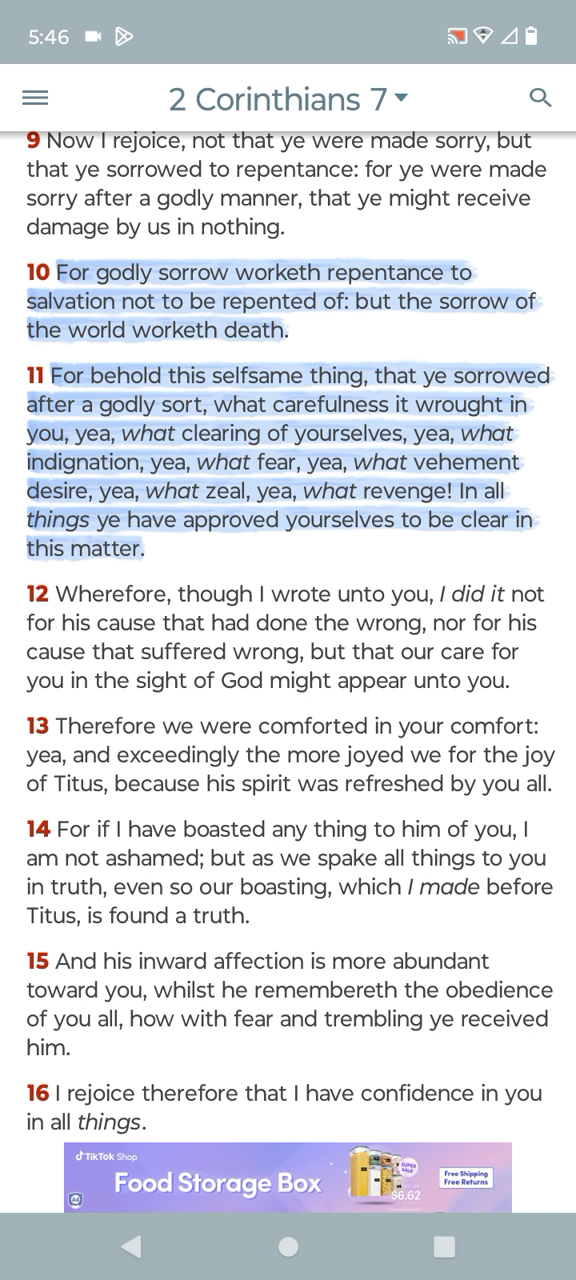 5:46
2 Corinthians 7
9 Now I rejoice, not that ye were made sorry, but
that ye sorrowed to repentance: for ye were made
sorry after a godly manner, that ye might receive
damage by us in nothing.
10 For godly sorrow worketh repentance to
salvation not to be repented of: but the sorrow of
the world worketh death.
11 For behold this selfsame thing, that ye sorrowed
after a godly sort, what carefulness it wrought in
you, yea, what clearing of yourselves, yea, what
indignation, yea, what fear, yea, what vehement
desire, yea, what zeal, yea, what revenge! In all
things ye have approved yourselves to be clear in
this matter.
12 Wherefore, though I wrote unto you, I did it not
for his cause that had done the wrong, nor for his
cause that suffered wrong, but that our care for
you in the sight of God might appear unto you.
13 Therefore we were comforted in your comfort:
yea, and exceedingly the more joyed we for the joy
of Titus, because his spirit was refreshed by you all.
14 For if I have boasted any thing to him of you, I
am not ashamed; but as we spake all things to you
in truth, even so our boasting, which I made before
Titus, is found a truth.
15 And his inward affection is more abundant
toward you, whilst he remembereth the obedience
of you all, how with fear and trembling ye received
him.
16 I rejoice therefore that I have confidence in you
in all things.
TikTok Shop
Food Storage Box
SUPER
SALE
$6.62
Free Shipping
Free Returns
Ad